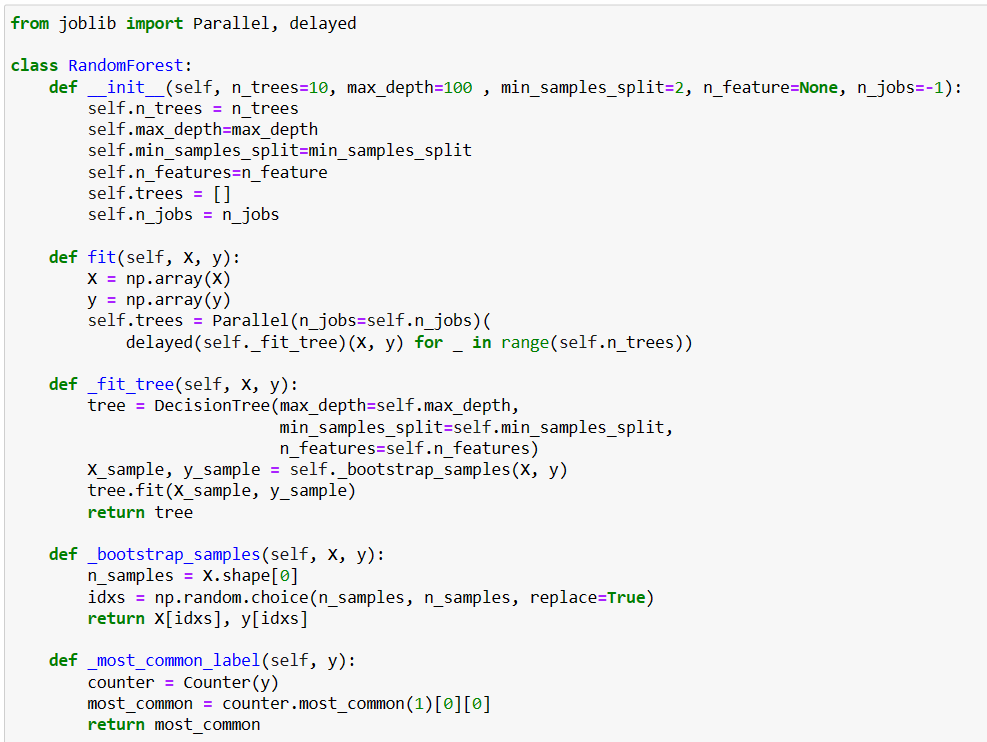 from joblib import Parallel, delayed

class RandomForest:
    def __init__(self, n_trees=10, max_depth=100 , min_samples_split=2, n_feature=None, n_jobs=-1):
        self.n_trees = n_trees
        self.max_depth=max_depth
        self.min_samples_split=min_samples_split
        self.n_features=n_feature
        self.trees = []
        self.n_jobs = n_jobs

    def fit(self, X, y):
        X = np.array(X)
        y = np.array(y)
        self.trees = Parallel(n_jobs=self.n_jobs)(
            delayed(self._fit_tree)(X, y) for _ in range(self.n_trees))

    def _fit_tree(self, X, y):
        tree = DecisionTree(max_depth=self.max_depth,
                            min_samples_split=self.min_samples_split,
                            n_features=self.n_features)
        X_sample, y_sample = self._bootstrap_samples(X, y)
        tree.fit(X_sample, y_sample)
        return tree

    def _bootstrap_samples(self, X, y):
        n_samples = X.shape[0]
        idxs = np.random.choice(n_samples, n_samples, replace=True)
        return X[idxs], y[idxs]

    def _most_common_label(self, y):
        counter = Counter(y)
        most_common = counter.most_common(1)[0][0]
        return most_common